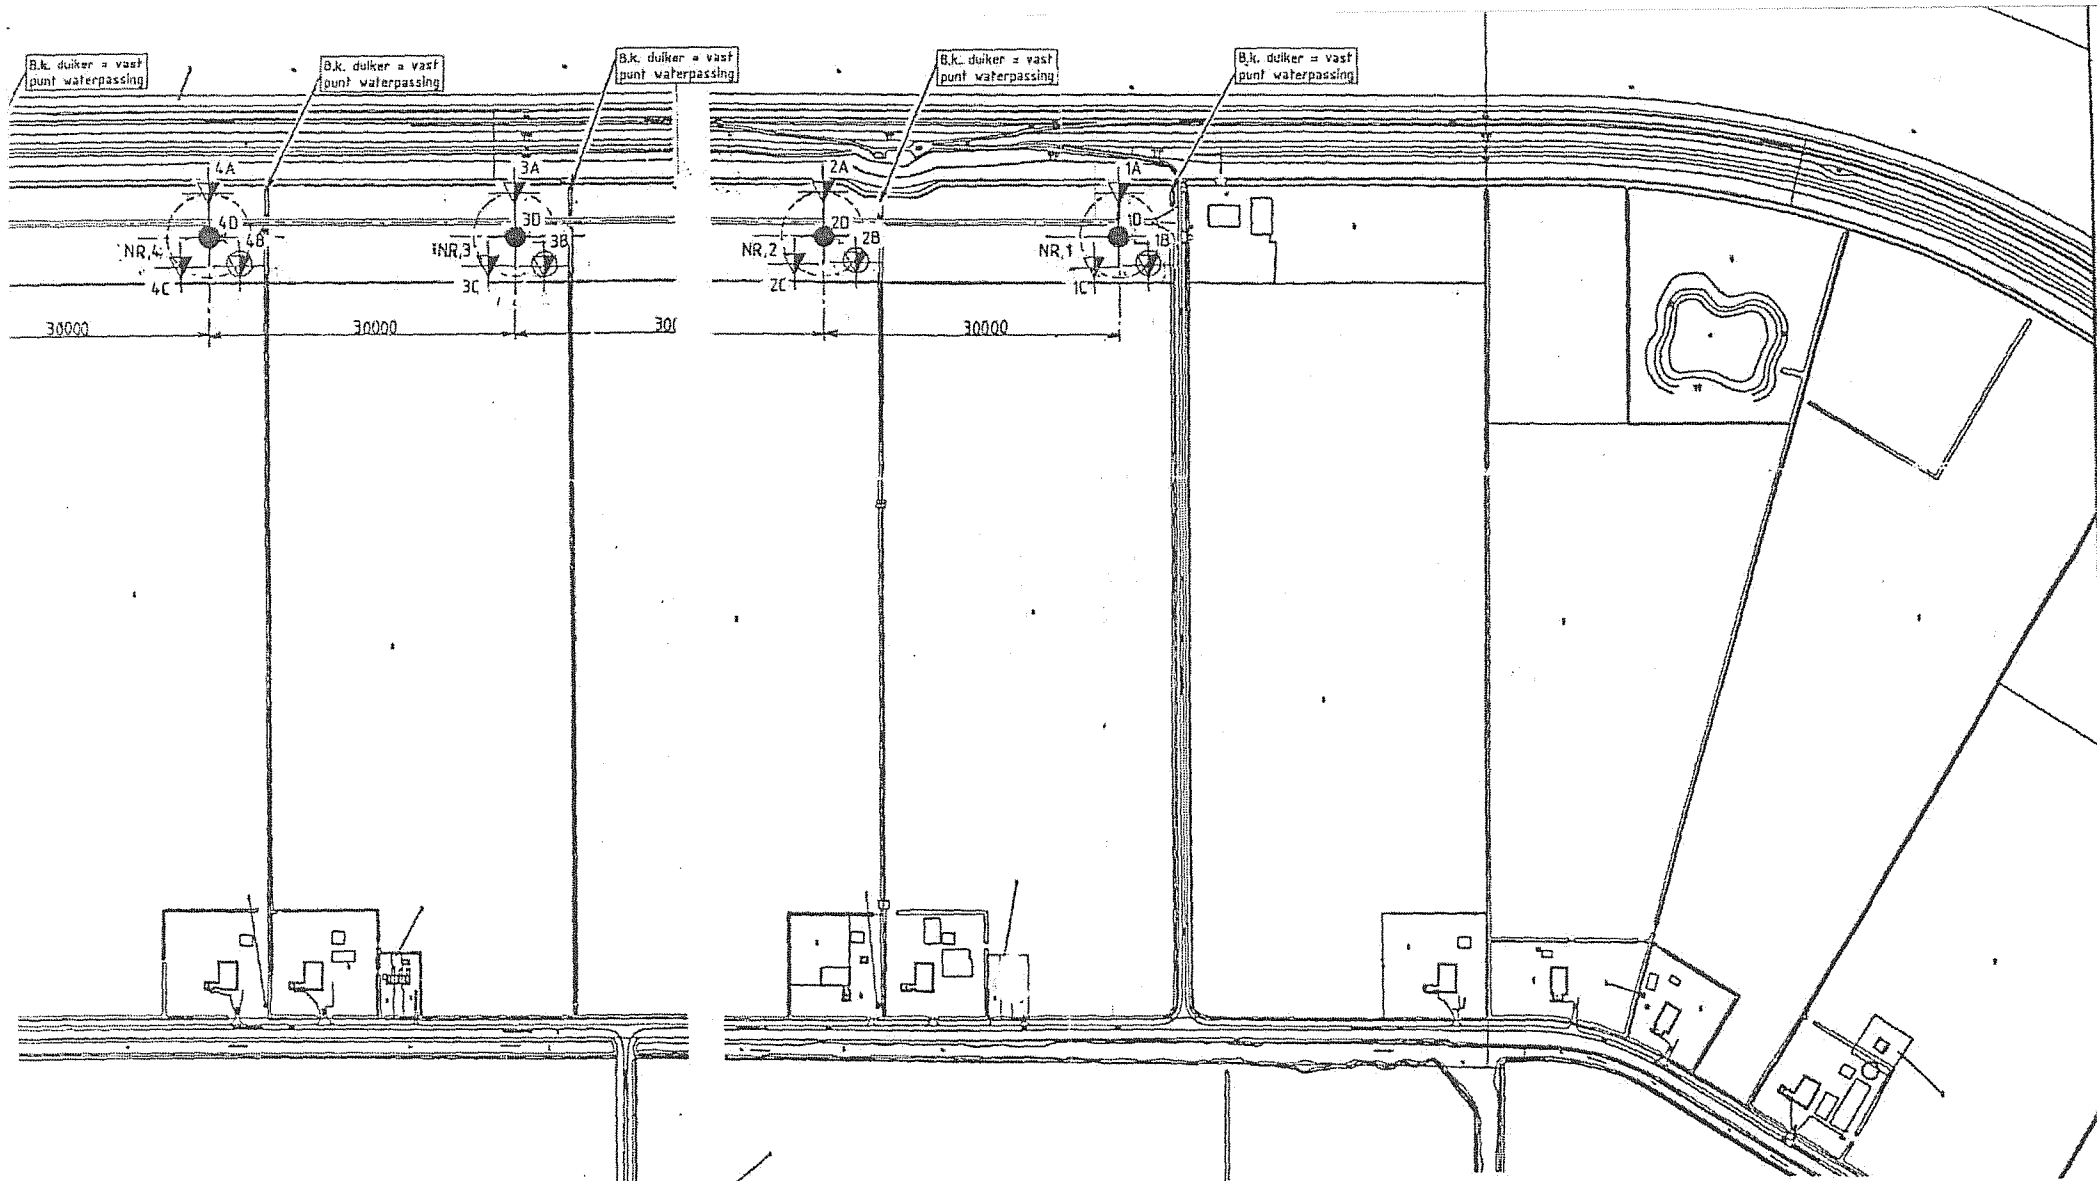 B.k. duiker = vast
punt waterpassing
B.k. duiker = vast
punt waterpassing
B.k. duiker = vast
punt waterpassing
B.k. duiker = vast
punt waterpassing
B.k. duiker = vast
punt waterpassing
4A
3A
2A
1A
4D
3D
2D
1D
4B
3B
2B
1B
NR,4
NR,3
NR,2
NR,1
4C
3C
2C
1C
30000
30000
300
30000